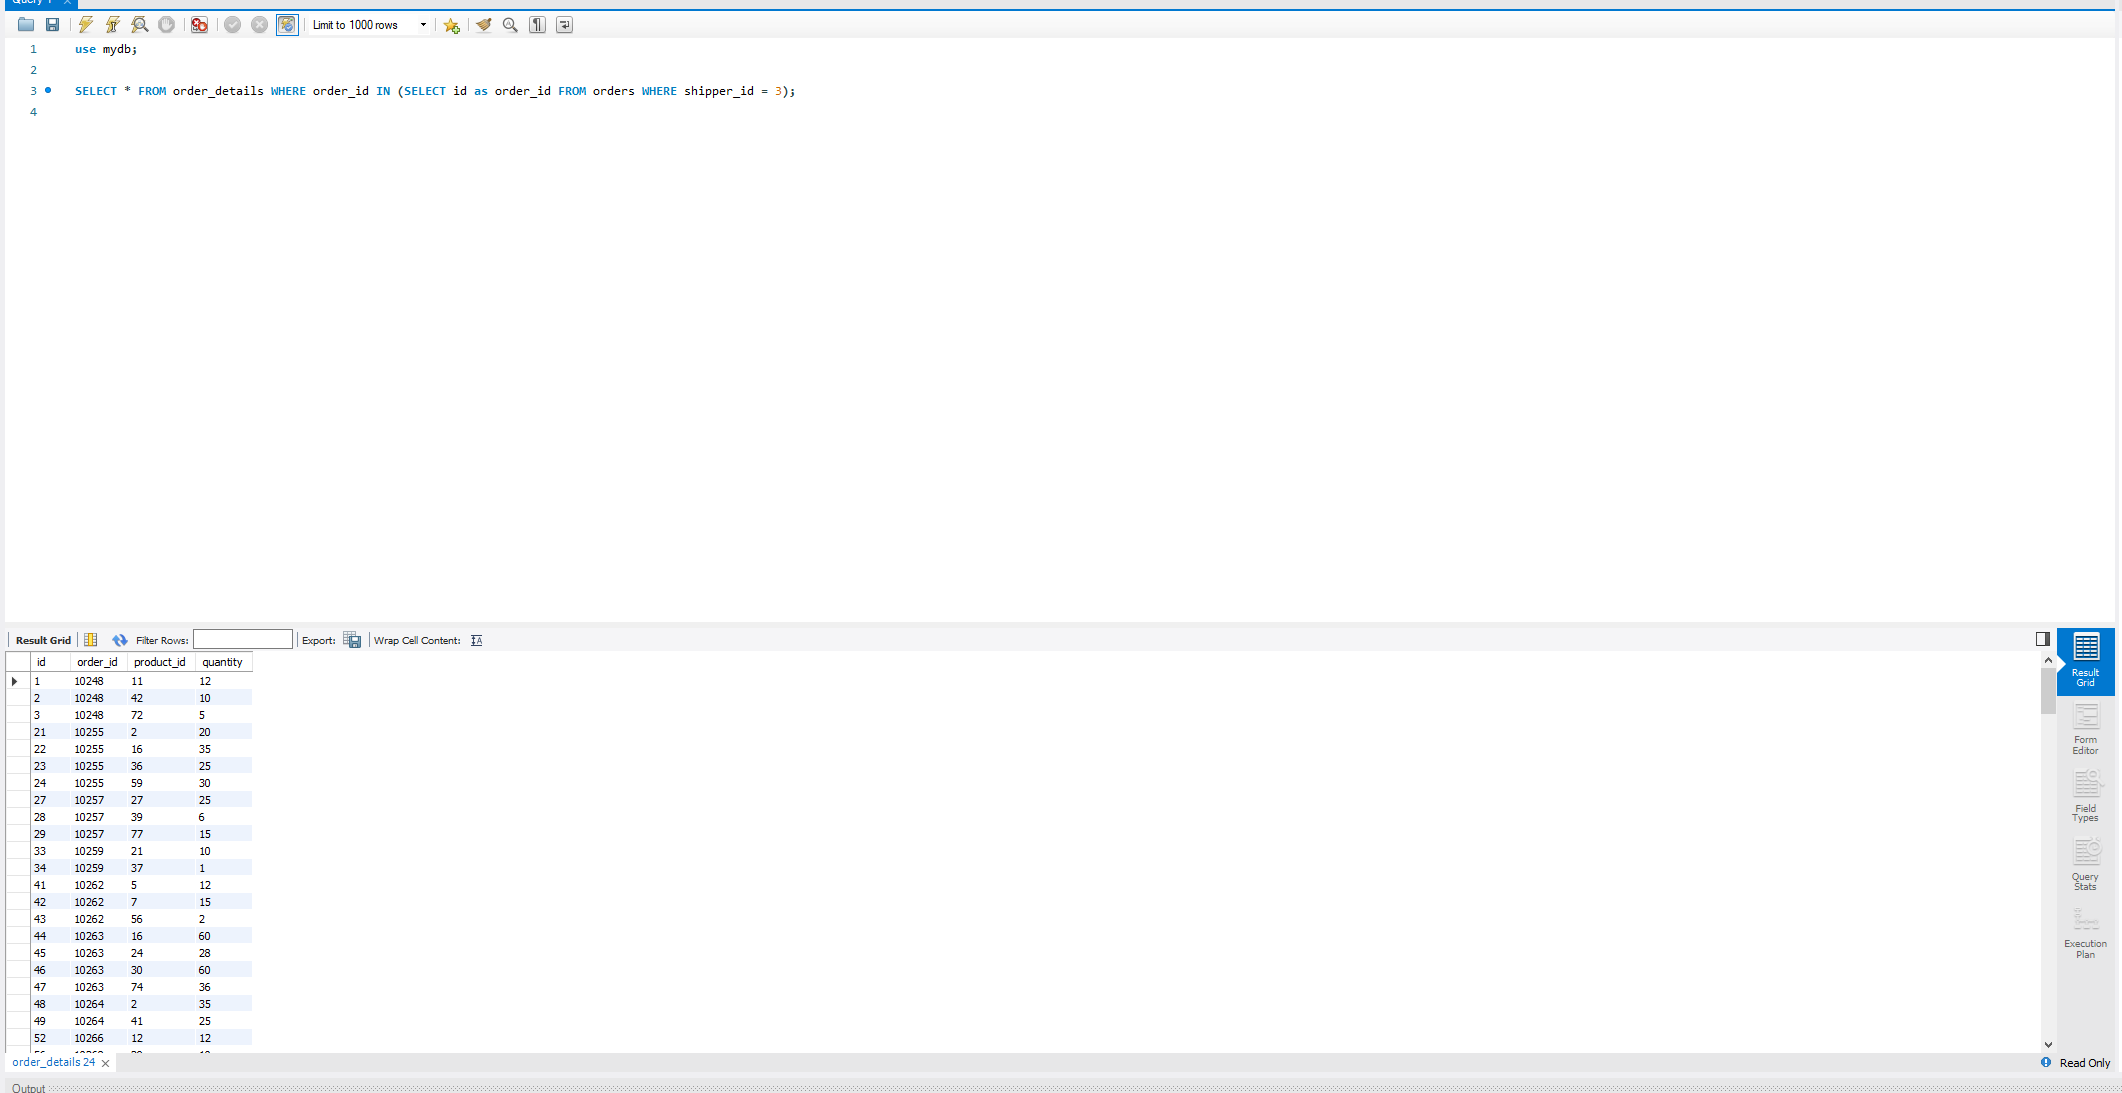 Limit to 1000 rows
1 use mydb;
2
3 SELECT * FROM order_details WHERE order_id IN (SELECT id as order_id FROM orders WHERE shipper_id = 3);
4
Result Grid Filter Rows: Export: Wrap Cell Content:
id order_id product_id quantity
1 10248 11 12
2 10248 42 10
3 10248 72 5
21 10255 2 20
22 10255 16 35
23 10255 36 25
24 10255 59 30
27 10257 27 25
28 10257 39 6
29 10257 77 15
33 10259 21 10
34 10259 37 1
41 10262 5 12
42 10262 7 15
43 10262 56 2
44 10263 16 60
45 10263 24 28
46 10263 30 60
47 10263 74 36
48 10264 2 35
49 10264 41 25
52 10266 12 12
Result
Grid
Form
Editor
Field
Types
Query
Stats
Execution
Plan
order_details 24
Read Only
Output